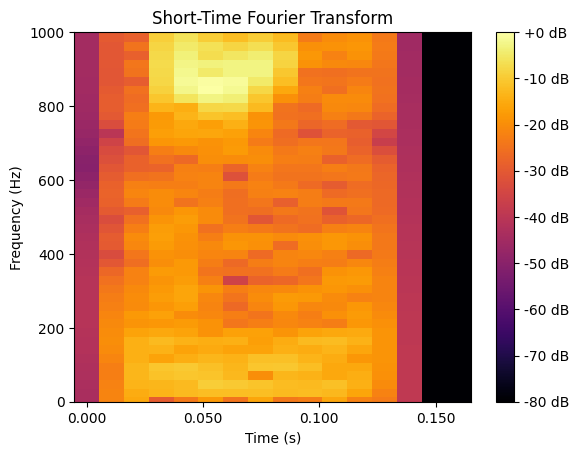 Short-Time Fourier Transform
1000
800
600
400
200
0
Frequency (Hz)
0.000
0.050
0.100
0.150
Time (s)
+0 dB
-10 dB
-20 dB
-30 dB
-40 dB
-50 dB
-60 dB
-70 dB
-80 dB